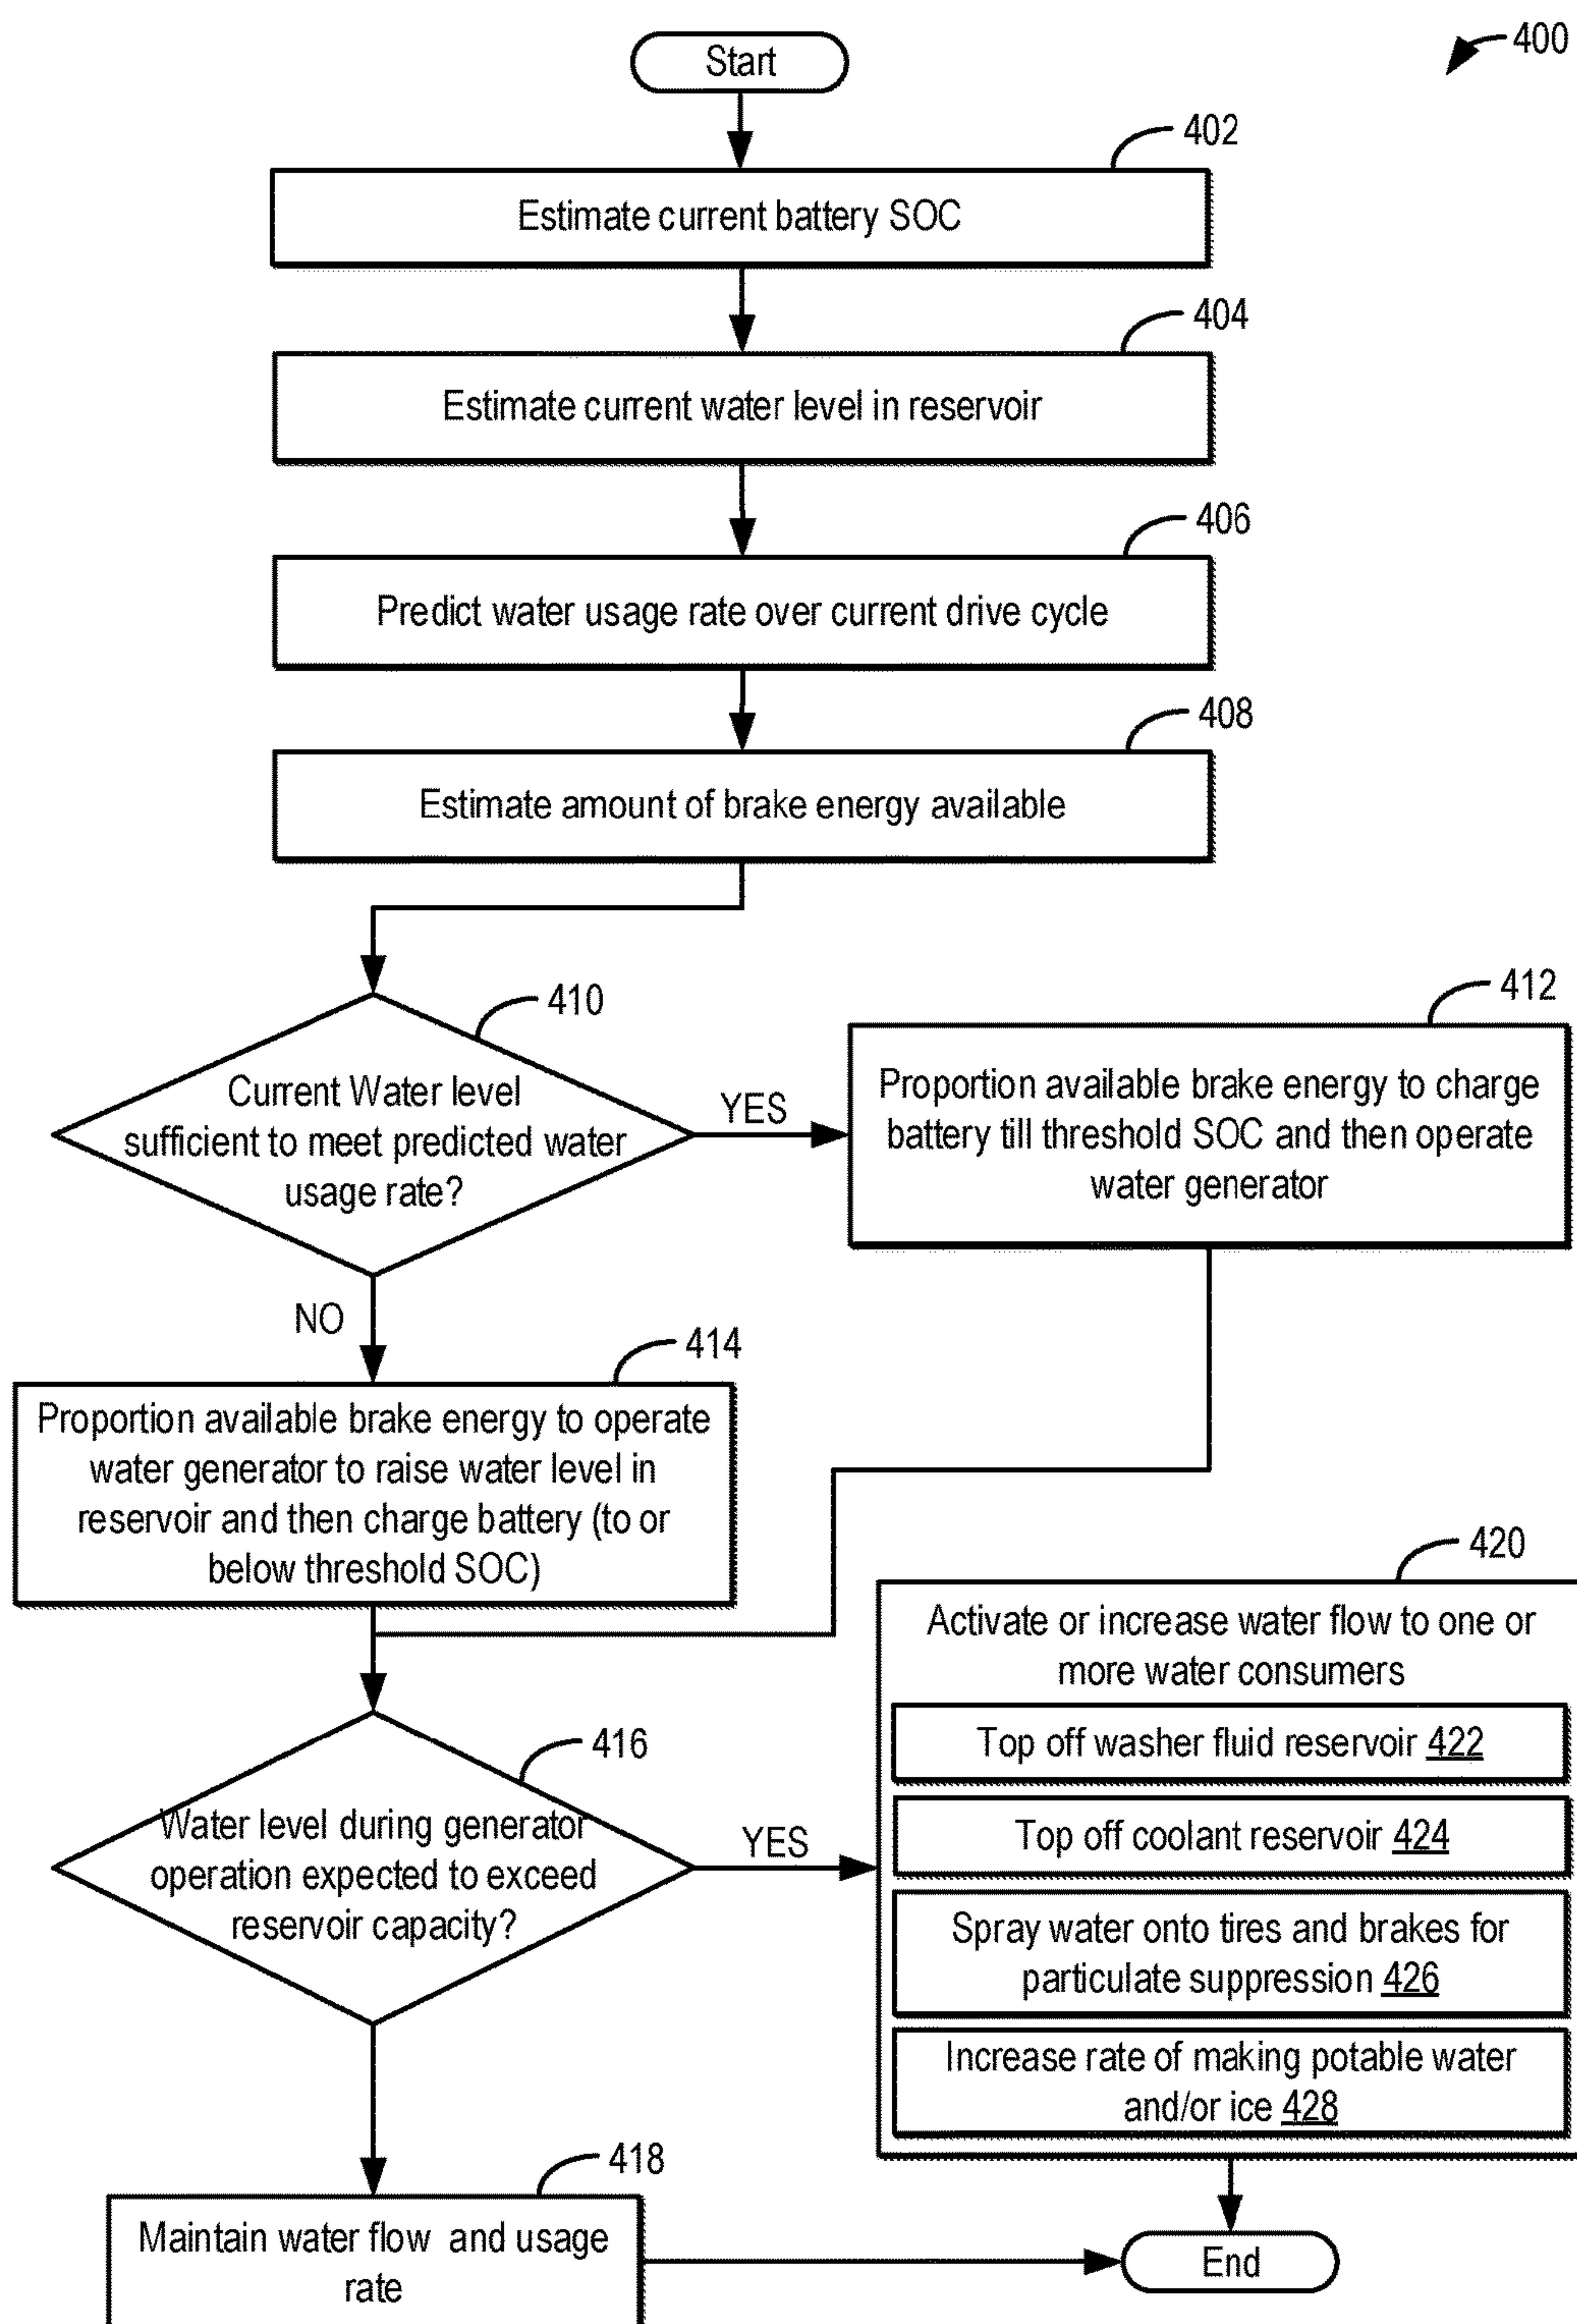 400
Start
402
Estimate current battery SOC
404
Estimate current water level in reservoir
406
Predict water usage rate over current drive cycle
408
Estimate amount of brake energy available
410
Current Water level
sufficient to meet predicted water
usage rate?
YES
412
Proportion available brake energy to charge
battery till threshold SOC and then operate
water generator
NO
414
Proportion available brake energy to operate
water generator to raise water level in
reservoir and then charge battery (to or
below threshold SOC)
416
Water level during generator
operation expected to exceed
reservoir capacity?
YES
420
Activate or increase water flow to one or
more water consumers
Top off washer fluid reservoir 422
Top off coolant reservoir 424
Spray water onto tires and brakes for
particulate suppression 426
Increase rate of making potable water
and/or ice 428
418
Maintain water flow and usage
rate
End